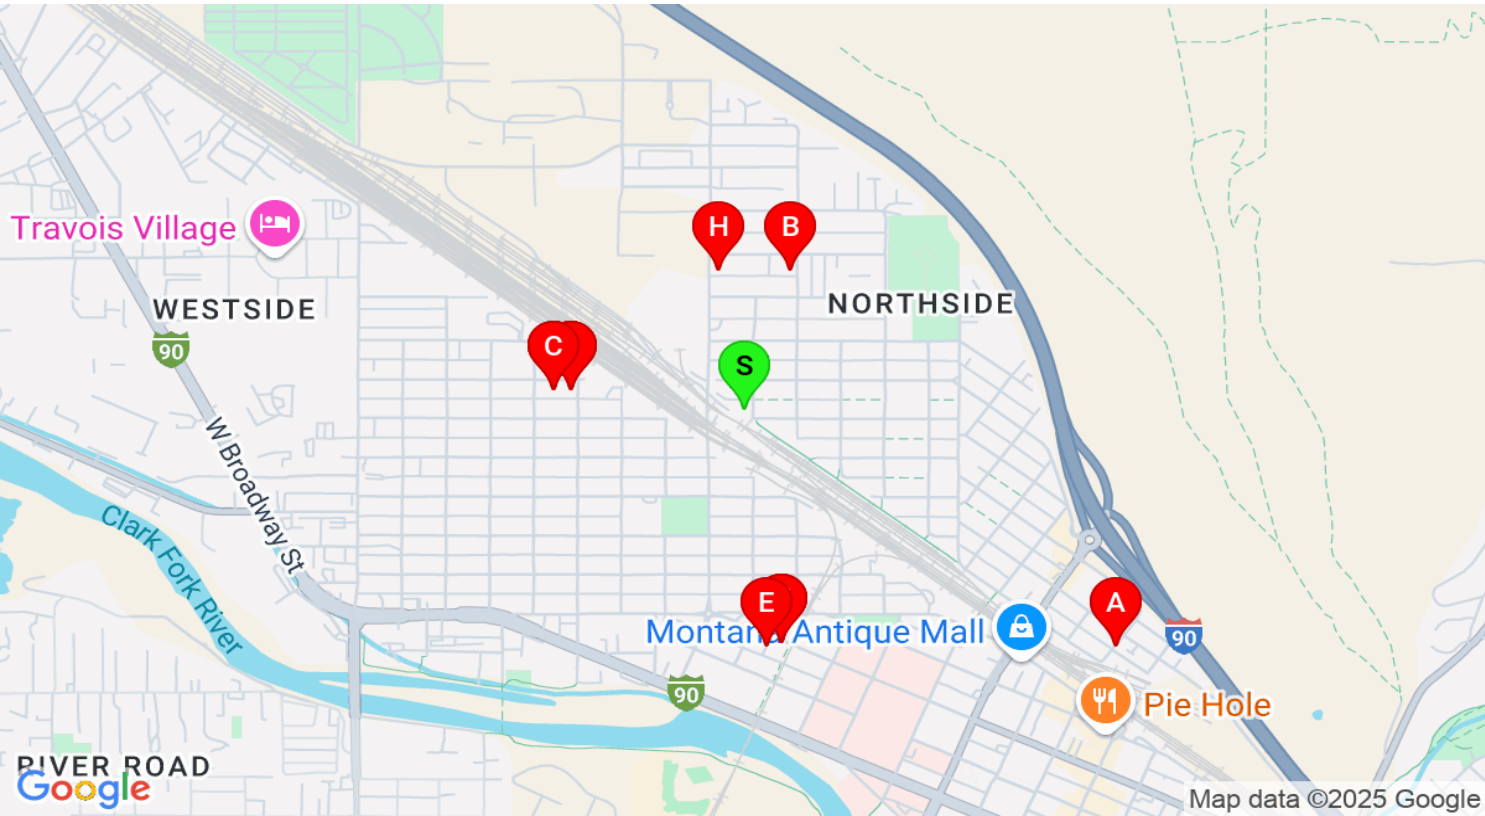 H
B
Travois Village
WESTSIDE
NORTHSIDE
90
C
S
W Broadway St
Clark Fork River
E
A
Montana Antique Mall
90
90
Pie Hole
RIVER ROAD
Google
Map data ©2025 Google